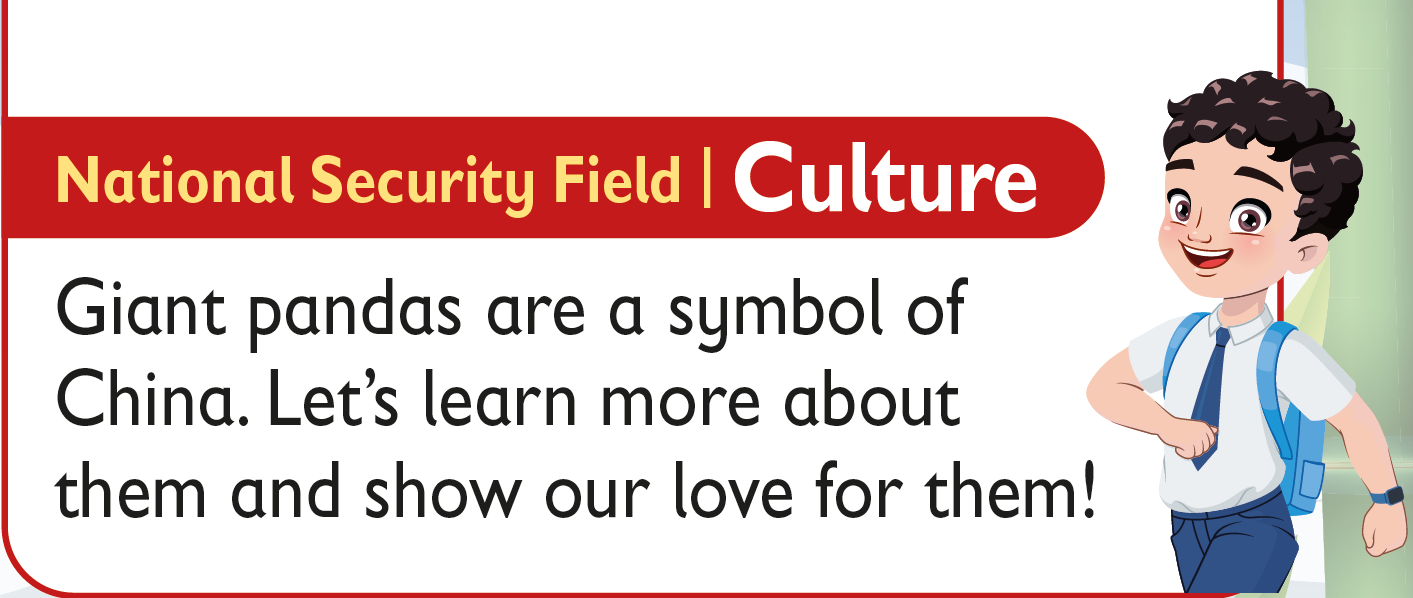 National Security Field | Culture
Giant pandas are a symbol of
China. Let's learn more about
them and show our love for them!